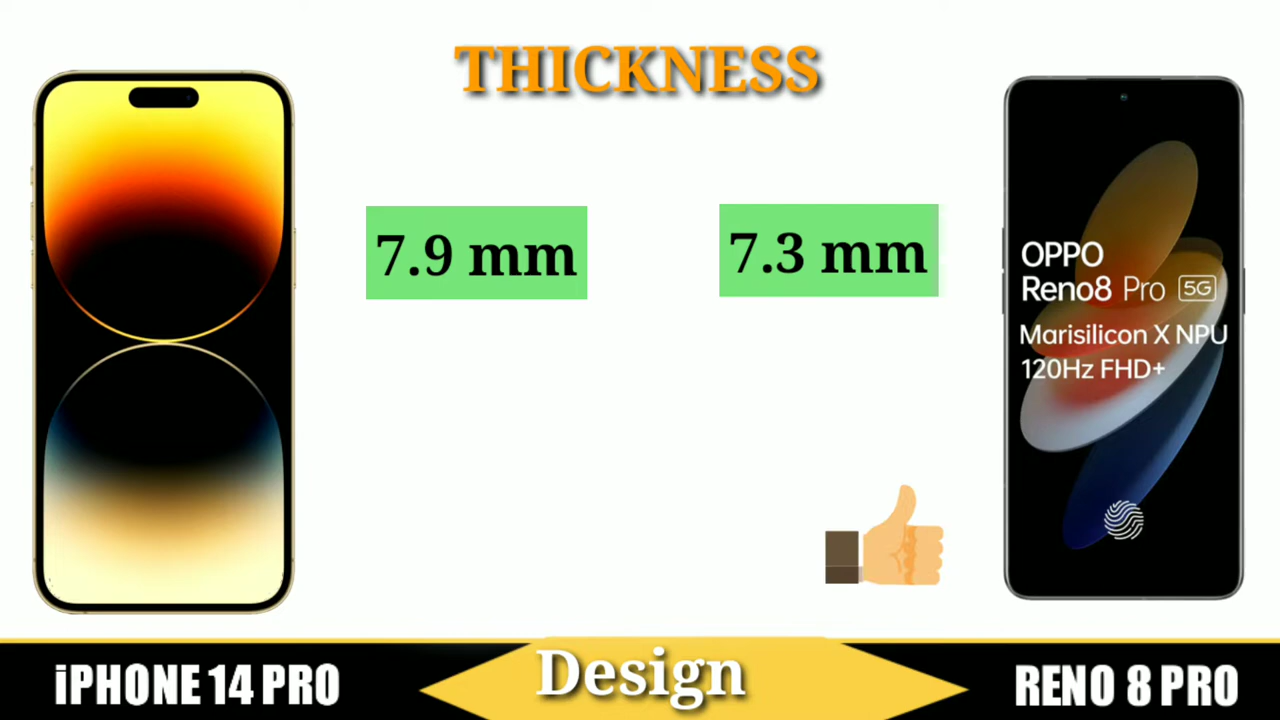 THICKNESS
7.9 mm
7.3 mm
OPPO
Reno8 Pro 5G
Marisilicon X NPU
120Hz FHD+
iPHONE 14 PRO
Design
RENO 8 PRO